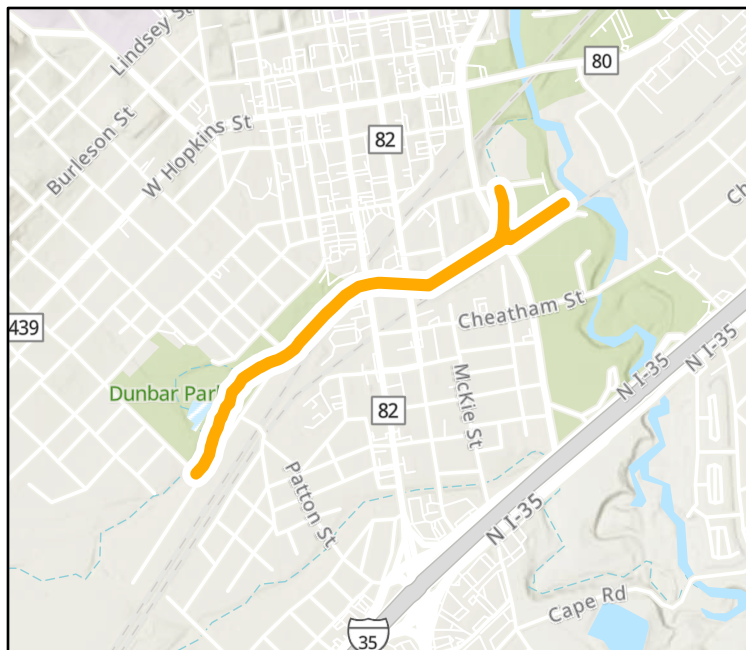 Lindsey St
80
Burleson St
82
W Hopkins St
Ch
439
Cheatham St
N I-35
N I-35
Dunbar Park
McKie St
82
Patton St
N I-35
Cape Rd
35